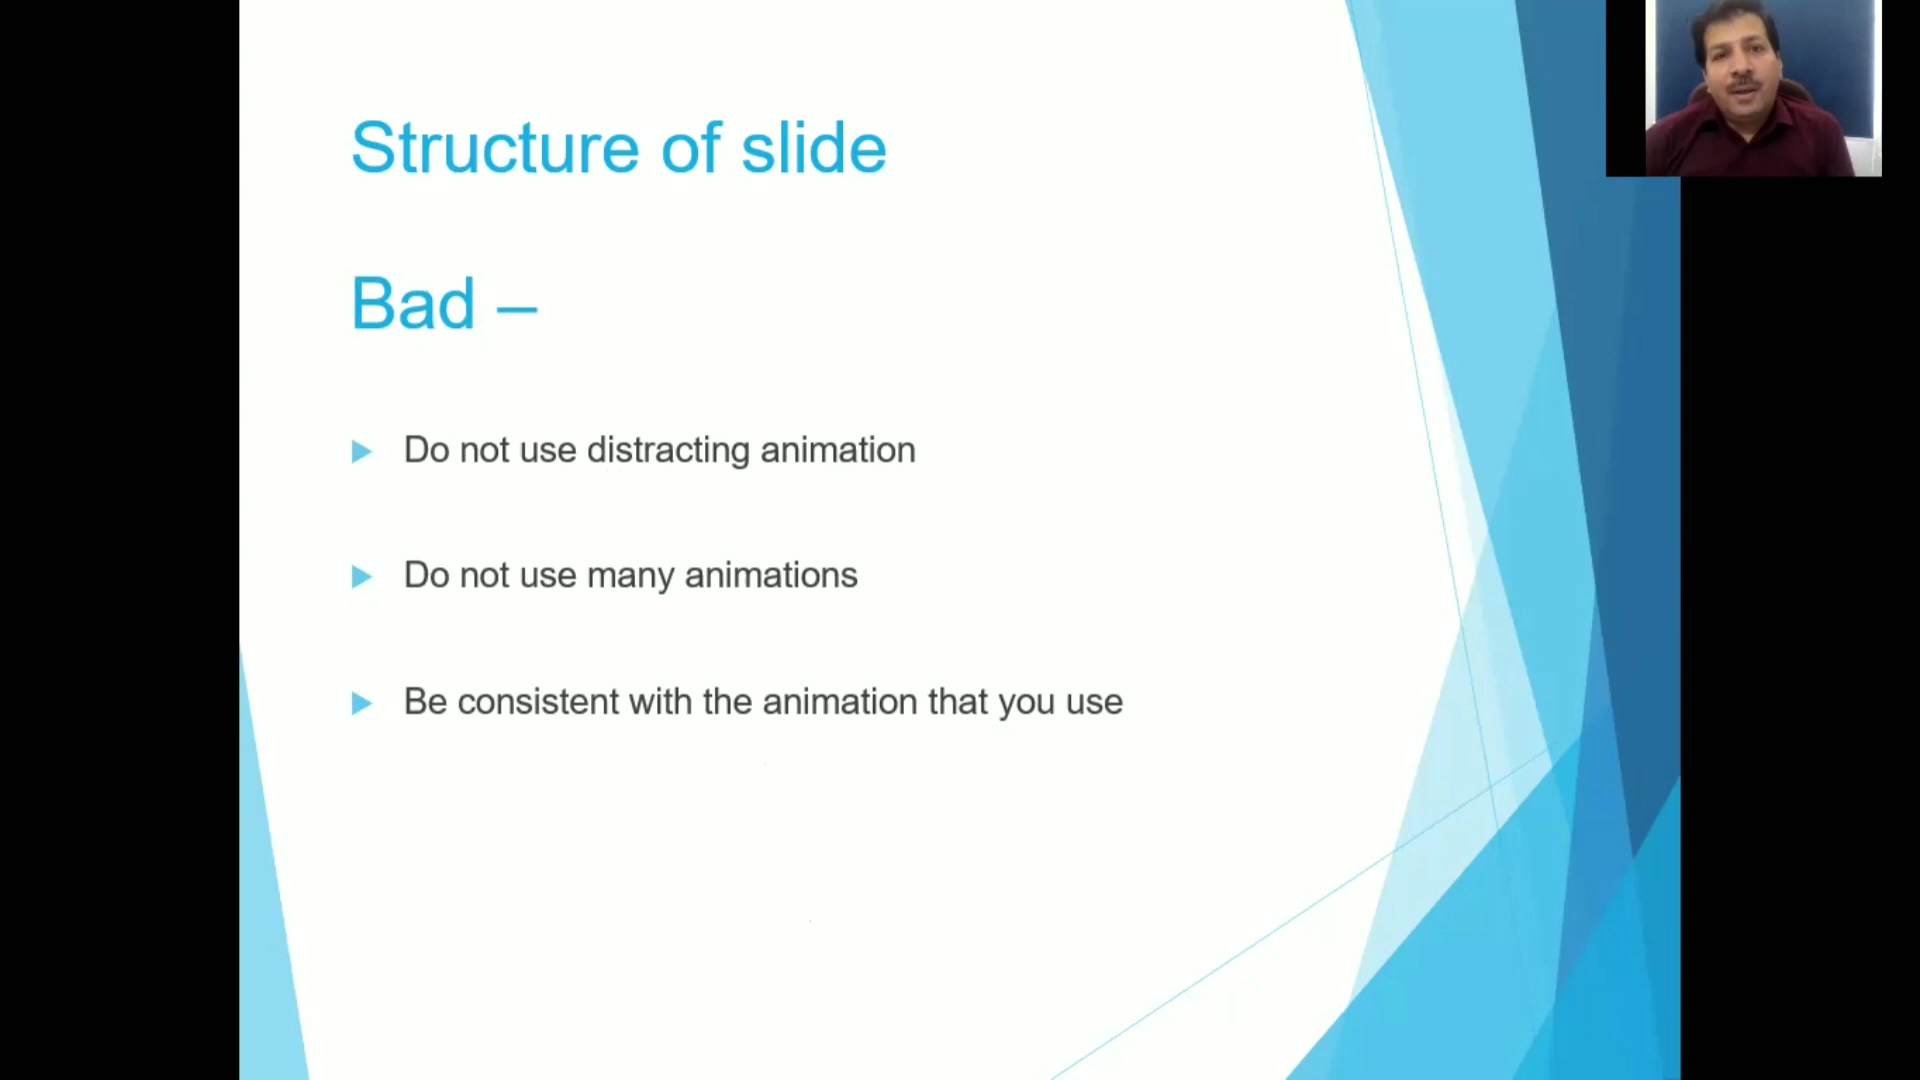 Structure of slide
Bad –
Do not use distracting animation
Do not use many animations
Be consistent with the animation that you use